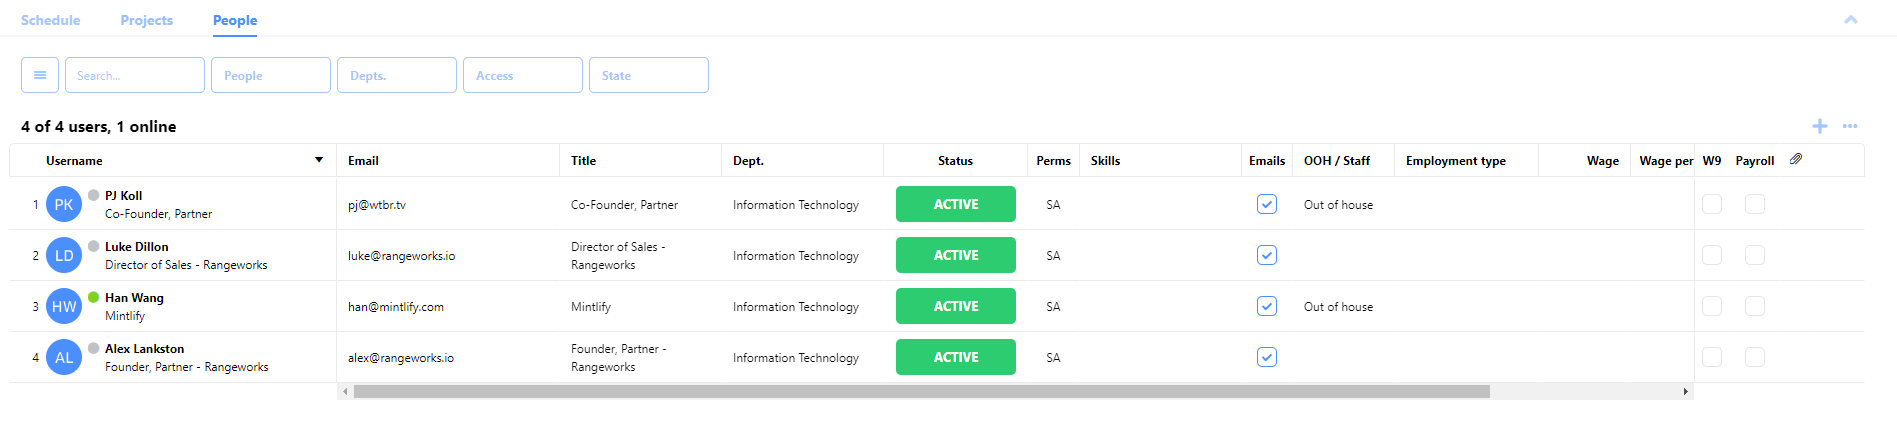 Schedule Projects People
Search... People Depts. Access State
4 of 4 users, 1 online
Username Email Title Dept. Status Perms Skills Emails OOH / Staff Employment type Wage Wage per W9 Payroll
1 PK PJ Koll
Co-Founder, Partner
pj@wtbr.tv Co-Founder, Partner Information Technology ACTIVE SA Out of house
2 LD Luke Dillon
Director of Sales - Rangeworks
luke@rangeworks.io
Director of Sales -
Rangeworks
Information Technology ACTIVE SA
3 HW Han Wang
Mintlify
han@mintlify.com Mintlify Information Technology ACTIVE SA Out of house
4 AL Alex Lankston
Founder, Partner - Rangeworks
alex@rangeworks.io
Founder, Partner -
Rangeworks
Information Technology ACTIVE SA